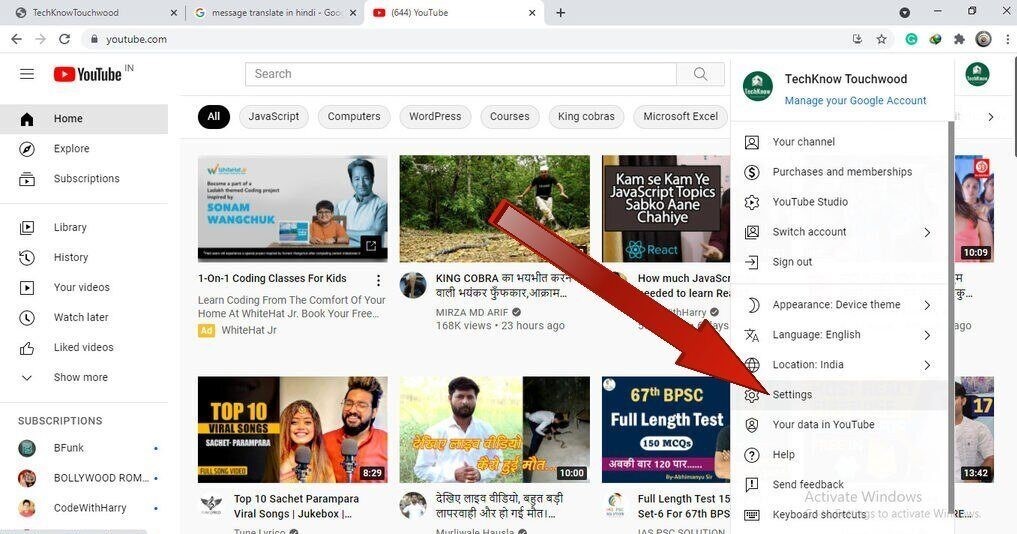 TechKnowTouchwood
message translate in hindi - Goo
(644) YouTube
youtube.com
YouTube IN
Search
TechKnow Touchwood
Manage your Google Account
Home
Explore
Subscriptions
Library
History
Your videos
Watch later
Liked videos
Show more
SUBSCRIPTIONS
BFunk
BOLLYWOOD ROM...
CodeWithHarry
All
JavaScript
Computers
WordPress
Courses
King cobras
Microsoft Excel
WhiteHat Jr
Become a part of a
Ladakh themed Coding project
inspired by
SONAM
WANGCHUK
1-On-1 Coding Classes For Kids
Learn Coding From The Comfort Of Your
Home At WhiteHat Jr. Book Your Free...
Ad WhiteHat Jr
KING COBRA का भयभीत करन
वाली भयंकर फुँफकार,आक्राम...
MIRZA MD ARIF
168K views • 23 hours ago
Kam se Kam Ye
JavaScript Topics
Sabko Aane
Chahiye
React
How much JavaScr
needed to learn Rea
10:09
ago
TOP 10
VIRAL SONGS
SACHET-PARAMPARA
FULL SONG VIDEO
8:29
Top 10 Sachet Parampara
Viral Songs | Jukebox |...
Tune Lyrico
देखिए लाइव वीडियो
कैसे हुई मौत...
10:00
देखिए लाइव वीडियो, बहुत बड़ी
लापरवाही और हो गई मौत।...
Murliwale Hausla
67th BPSC
Full Length Test
150 MCQs
अबकी बार 120 पार......
By-Abhimanyu Sir
Full Length Test 15
Set-6 For 67th BPS
IAS PSC SOLUTION
17
13:42
Your channel
Purchases and memberships
YouTube Studio
Switch account
Sign out
Appearance: Device theme
Language: English
Location: India
Settings
Your data in YouTube
Help
Send feedback
Keyboard shortcuts
Activate Windows
Go to Settings to activate Windows.